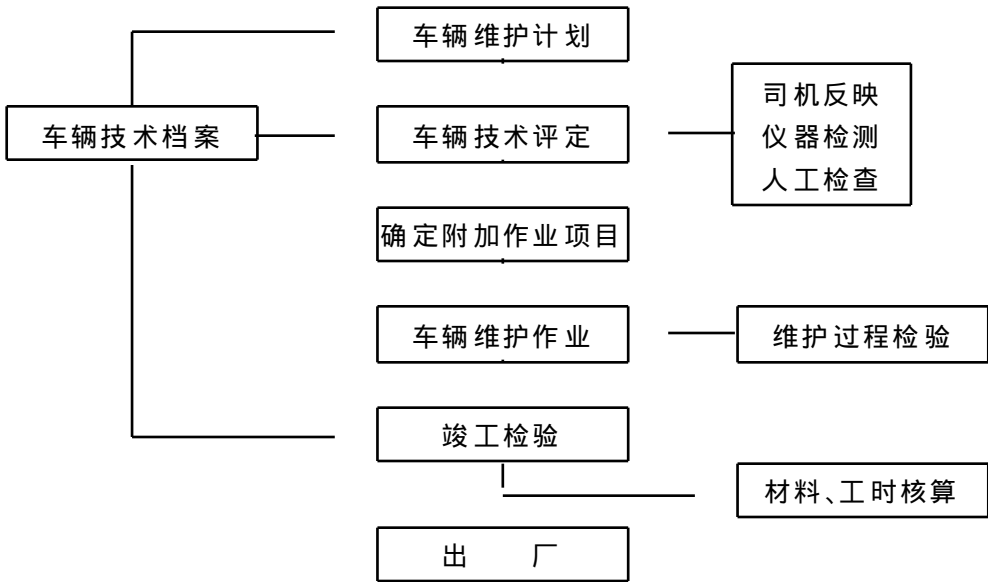 车辆维护计划
司机反映
仪器检测
人工检查
车辆技术档案
车辆技术评定
确定附加作业项目
车辆维护作业
维护过程检验
竣工检验
材料、工时核算
出 厂